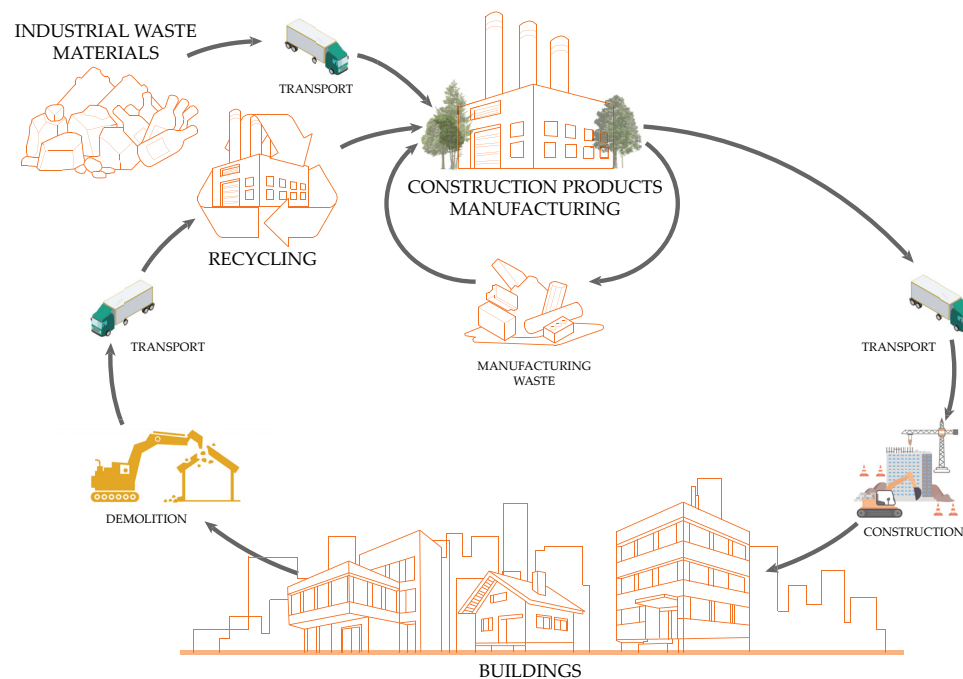 INDUSTRIAL WASTE
MATERIALS
TRANSPORT
CONSTRUCTION PRODUCTS
MANUFACTURING
RECYCLING
TRANSPORT
MANUFACTURING
WASTE
TRANSPORT
DEMOLITION
CONSTRUCTION
BUILDINGS